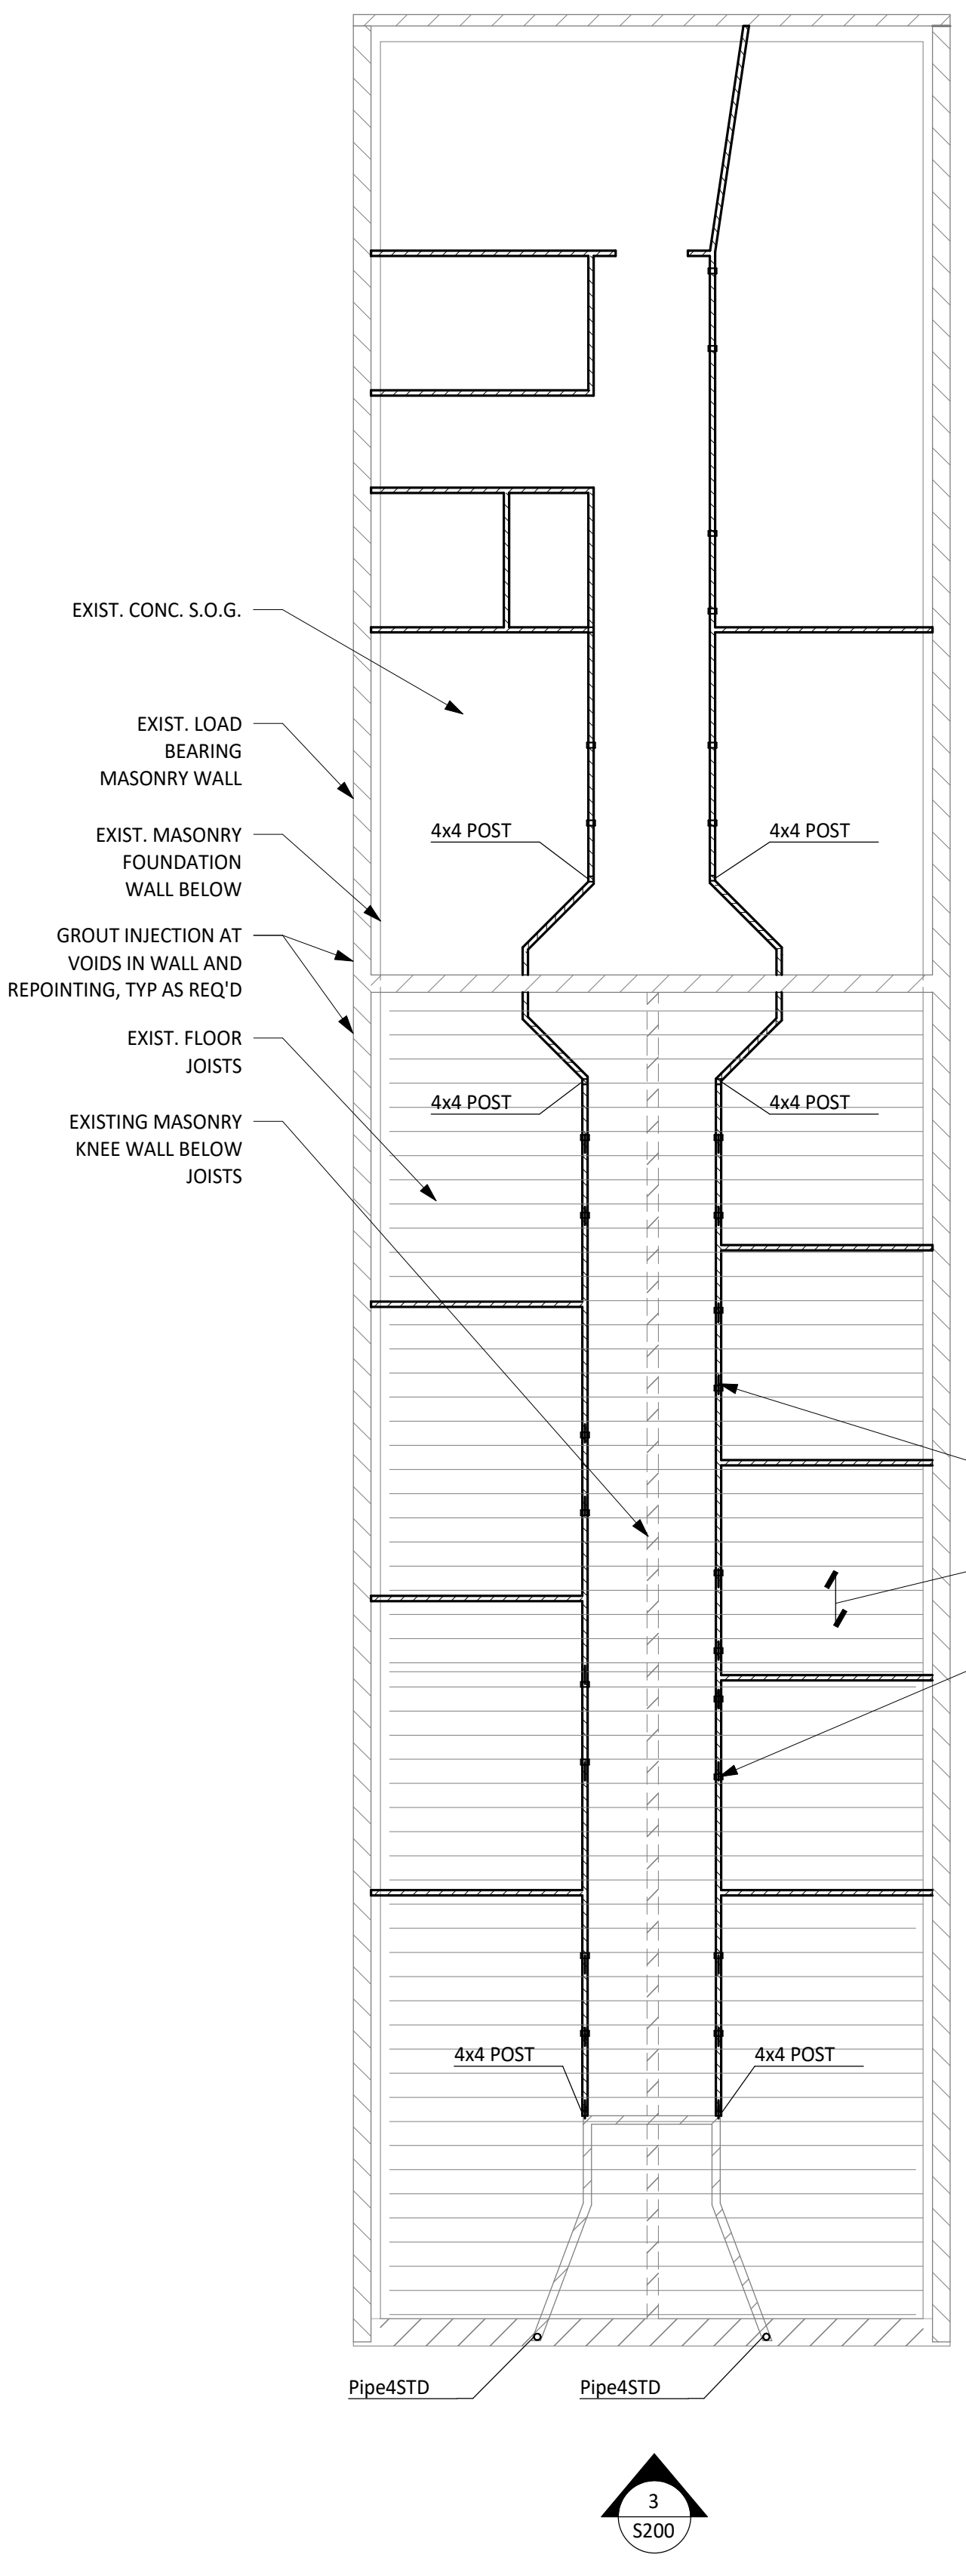 EXIST. CONC. S.O.G.
EXIST. LOAD
BEARING
MASONRY WALL
4x4 POST
4x4 POST
EXIST. MASONRY
FOUNDATION
WALL BELOW
GROUT INJECTION AT
VOIDS IN WALL AND
REPOINTING, TYP AS REQ'D
EXIST. FLOOR
JOISTS
4x4 POST
4x4 POST
EXISTING MASONRY
KNEE WALL BELOW
JOISTS
4x4 POST
4x4 POST
Pipe4STD
Pipe4STD
3
S200